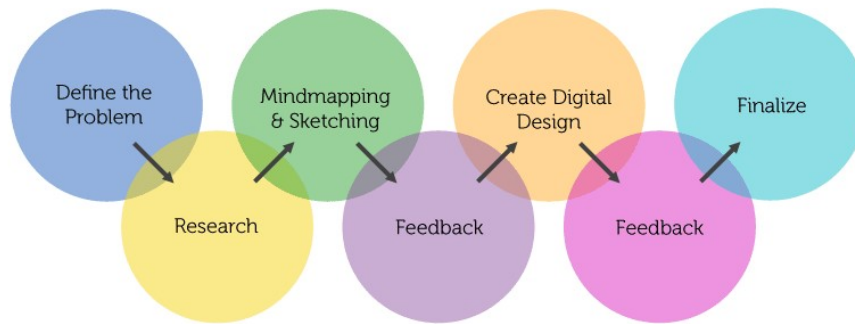 Define the
Problem
Research
Mindmapping
& Sketching
Feedback
Create Digital
Design
Feedback
Finalize